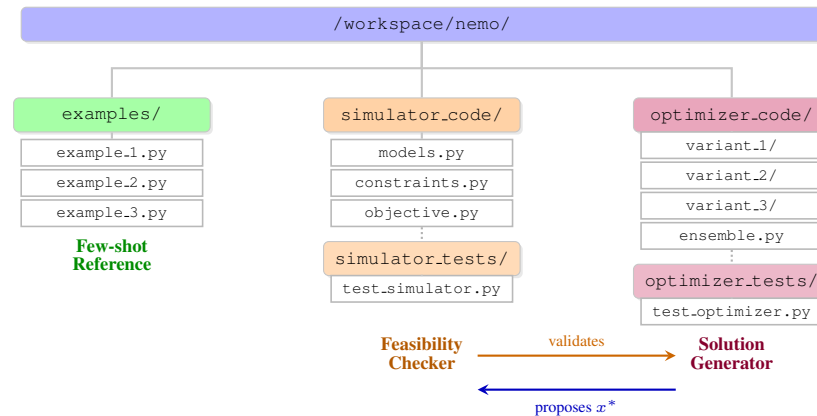 /workspace/nemo/
examples/
example_1.py
example_2.py
example_3.py
Few-shot
Reference
simulator_code/
models.py
constraints.py
objective.py
simulator_tests/
test_simulator.py
Feasibility
Checker
optimizer_code/
variant_1/
variant_2/
variant_3/
ensemble.py
optimizer_tests/
test_optimizer.py
Solution
Generator
validates
proposes x*